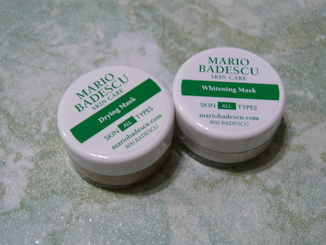 MARIO
BADESCU
SKIN CARE
Drying Mask
SKIN ALL TYPES
mariobadescu.com
800 BADESCU
MARIO
BADESCU
SKIN CARE
Whitening Mask
SKIN ALL TYPES
mariobadescu.com
800 BADESCU